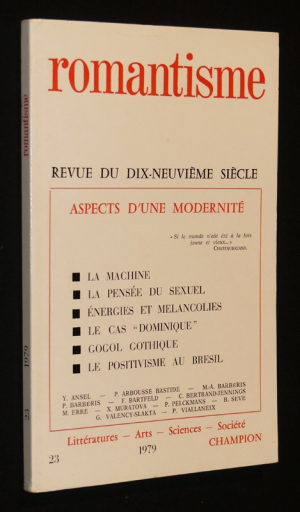 romantisme
REVUE DU DIX-NEUVIÈME SIÈCLE
ASPECTS D'UNE MODERNITÉ
« Si le monde n'eût été à la fois
jeune et vieux... »
CHATEAUBRIAND.
LA MACHINE
LA PENSÉE DU SEXUEL
ÉNERGIES ET MELANCOLIES
LE CAS "DOMINIQUE"
GOGOL GOTHIQUE
LE POSITIVISME AU BRESIL
Y. ANSEL — P. ARBOUSSE BASTIDE — M.-A. BARBERIS
P. BARBERIS — F. BARTFELD — C. BERTRAND-JENNINGS
M. ERRE — X. MURATOVA — P. PELCKMANS — B. SEVE
G. VALENCY-SLAKTA — P. VIALLANEIX
Littératures — Arts — Sciences — Société
23 1979 CHAMPION
romantisme
1979
23